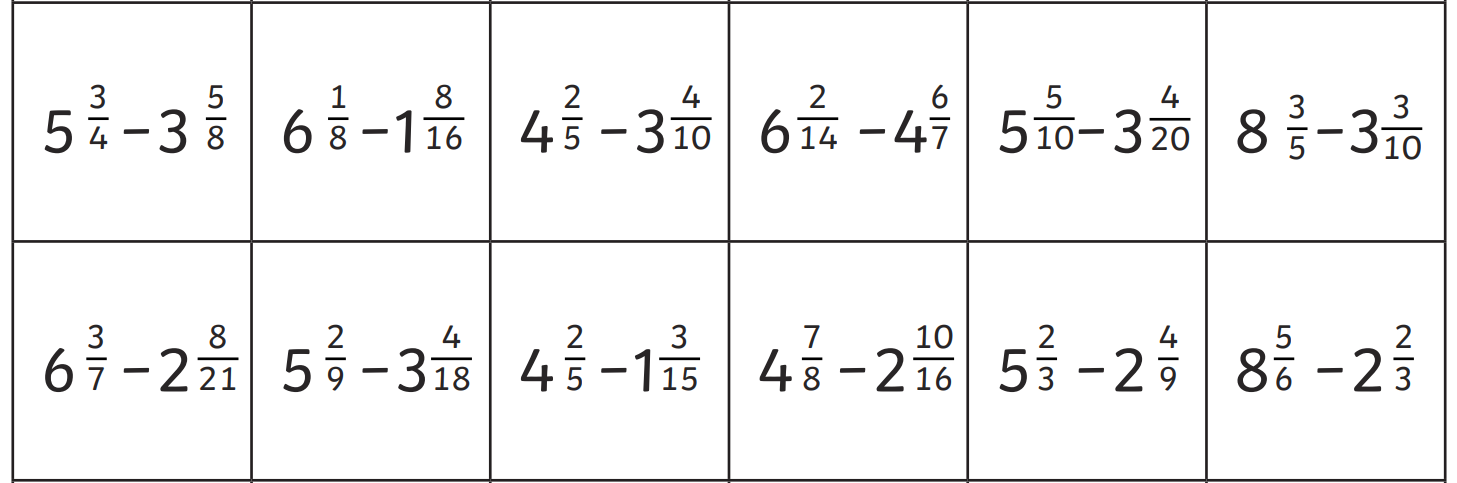 5 3/4 – 3 5/8
6 1/8 – 1 8/16
4 2/5 – 3 4/10
6 2/14 – 4 6/7
5 5/10 – 3 4/20
8 3/5 – 3 3/10
6 3/7 – 2 8/21
5 2/9 – 3 4/18
4 2/5 – 1 3/15
4 7/8 – 2 10/16
5 2/3 – 2 4/9
8 5/6 – 2 2/3